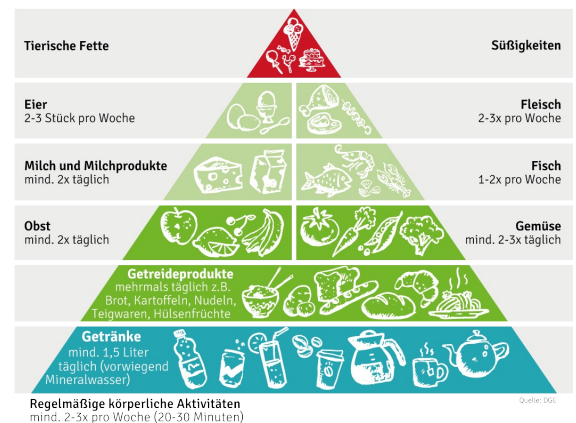 Tierische Fette
Süßigkeiten
Eier
2-3 Stück pro Woche
Fleisch
2-3x pro Woche
Milch und Milchprodukte
mind. 2x täglich
Fisch
1-2x pro Woche
Obst
mind. 2x täglich
Gemüse
mind. 2-3x täglich
Getreideprodukte
mehrmals täglich z.B.
Brot, Kartoffeln, Nudeln,
Teigwaren, Hülsenfrüchte
Getränke
mind. 1,5 Liter
täglich (vorwiegend
Mineralwasser)
Regelmäßige körperliche Aktivitäten
mind. 2-3x pro Woche (20-30 Minuten)
Quelle: DGE